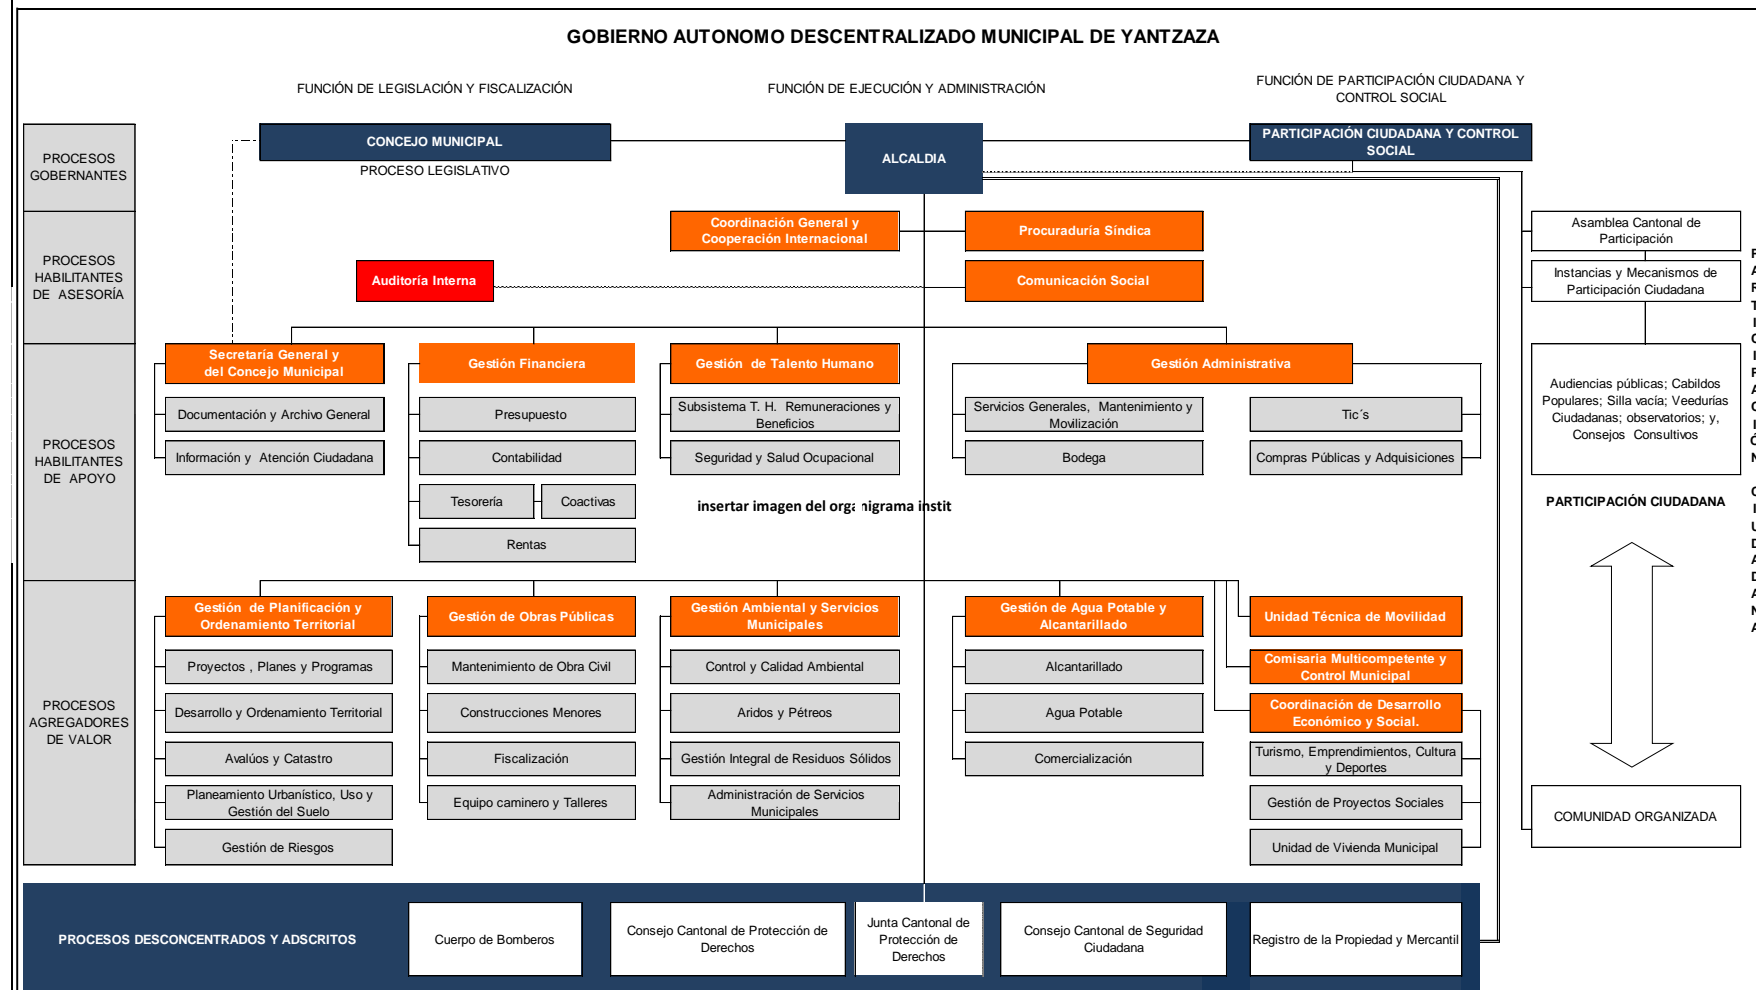 GOBIERNO AUTONOMO DESCENTRALIZADO MUNICIPAL DE YANTZAZA
FUNCIÓN DE LEGISLACIÓN Y FISCALIZACIÓN
FUNCIÓN DE EJECUCIÓN Y ADMINISTRACIÓN
FUNCIÓN DE PARTICIPACIÓN CIUDADANA Y
CONTROL SOCIAL
PROCESOS
GOBERNANTES
CONCEJO MUNICIPAL
PROCESO LEGISLATIVO
ALCALDIA
PARTICIPACIÓN CIUDADANA Y CONTROL
SOCIAL
PROCESOS
HABILITANTES
DE ASESORÍA
Coordinación General y
Cooperación Internacional
Procuraduría Síndica
Auditoría Interna
Comunicación Social
Asamblea Cantonal de
Participación
Instancias y Mecanismos de
Participación Ciudadana
PROCESOS
HABILITANTES
DE APOYO
Secretaría General y
del Concejo Municipal
Documentación y Archivo General
Información y Atención Ciudadana
Gestión Financiera
Presupuesto
Contabilidad
Tesorería
Coactivas
Rentas
Gestión de Talento Humano
Subsistema T. H. Remuneraciones y
Beneficios
Seguridad y Salud Ocupacional
insertar imagen del organigrama instit
Gestión Administrativa
Servicios Generales, Mantenimiento y
Movilización
Bodega
Tic´s
Compras Públicas y Adquisiciones
Audiencias públicas; Cabildos
Populares; Silla vacía; Veedurías
Ciudadanas; observatorios; y,
Consejos Consultivos
PARTICIPACIÓN CIUDADANA
PARTICIPACIÓN CIUDADANA
PROCESOS
AGREGADORES
DE VALOR
Gestión de Planificación y
Ordenamiento Territorial
Proyectos , Planes y Programas
Desarrollo y Ordenamiento Territorial
Avalúos y Catastro
Planeamiento Urbanístico, Uso y
Gestión del Suelo
Gestión de Riesgos
Gestión de Obras Públicas
Mantenimiento de Obra Civil
Construcciones Menores
Fiscalización
Equipo caminero y Talleres
Gestión Ambiental y Servicios
Municipales
Control y Calidad Ambiental
Aridos y Pétreos
Gestión Integral de Residuos Sólidos
Administración de Servicios
Municipales
Gestión de Agua Potable y
Alcantarillado
Alcantarillado
Agua Potable
Comercialización
Unidad Técnica de Movilidad
Comisaria Multicompetente y
Control Municipal
Coordinación de Desarrollo
Económico y Social.
Turismo, Emprendimientos, Cultura
y Deportes
Gestión de Proyectos Sociales
Unidad de Vivienda Municipal
COMUNIDAD ORGANIZADA
PROCESOS DESCONCENTRADOS Y ADSCRITOS
Cuerpo de Bomberos
Consejo Cantonal de Protección de
Derechos
Junta Cantonal de
Protección de
Derechos
Consejo Cantonal de Seguridad
Ciudadana
Registro de la Propiedad y Mercantil